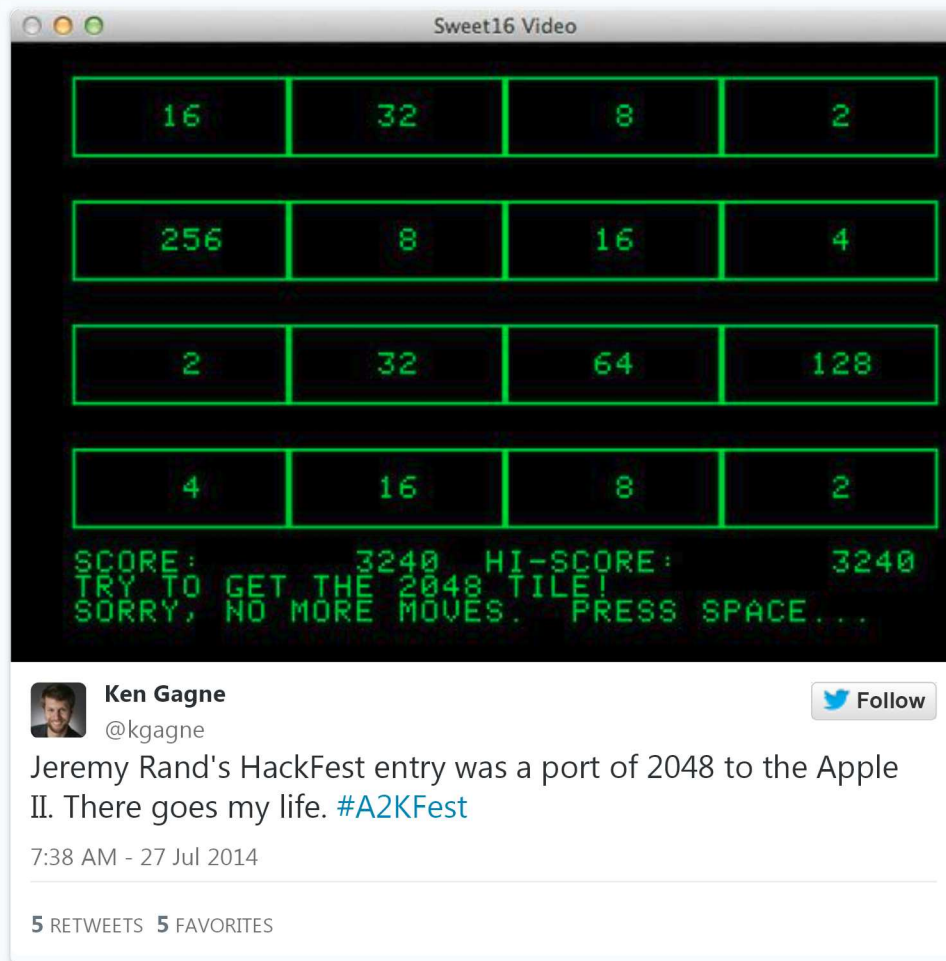 Sweet16 Video
16 32 8 2
256 8 16 4
2 32 64 128
4 16 8 2
SCORE: 3240 HI-SCORE: 3240
TRY TO GET THE 2048 TILE!
SORRY, NO MORE MOVES. PRESS SPACE...
Ken Gagne
@kgagne
Follow
Jeremy Rand's HackFest entry was a port of 2048 to the Apple
II. There goes my life. #A2KFest
7:38 AM - 27 Jul 2014
5 RETWEETS 5 FAVORITES